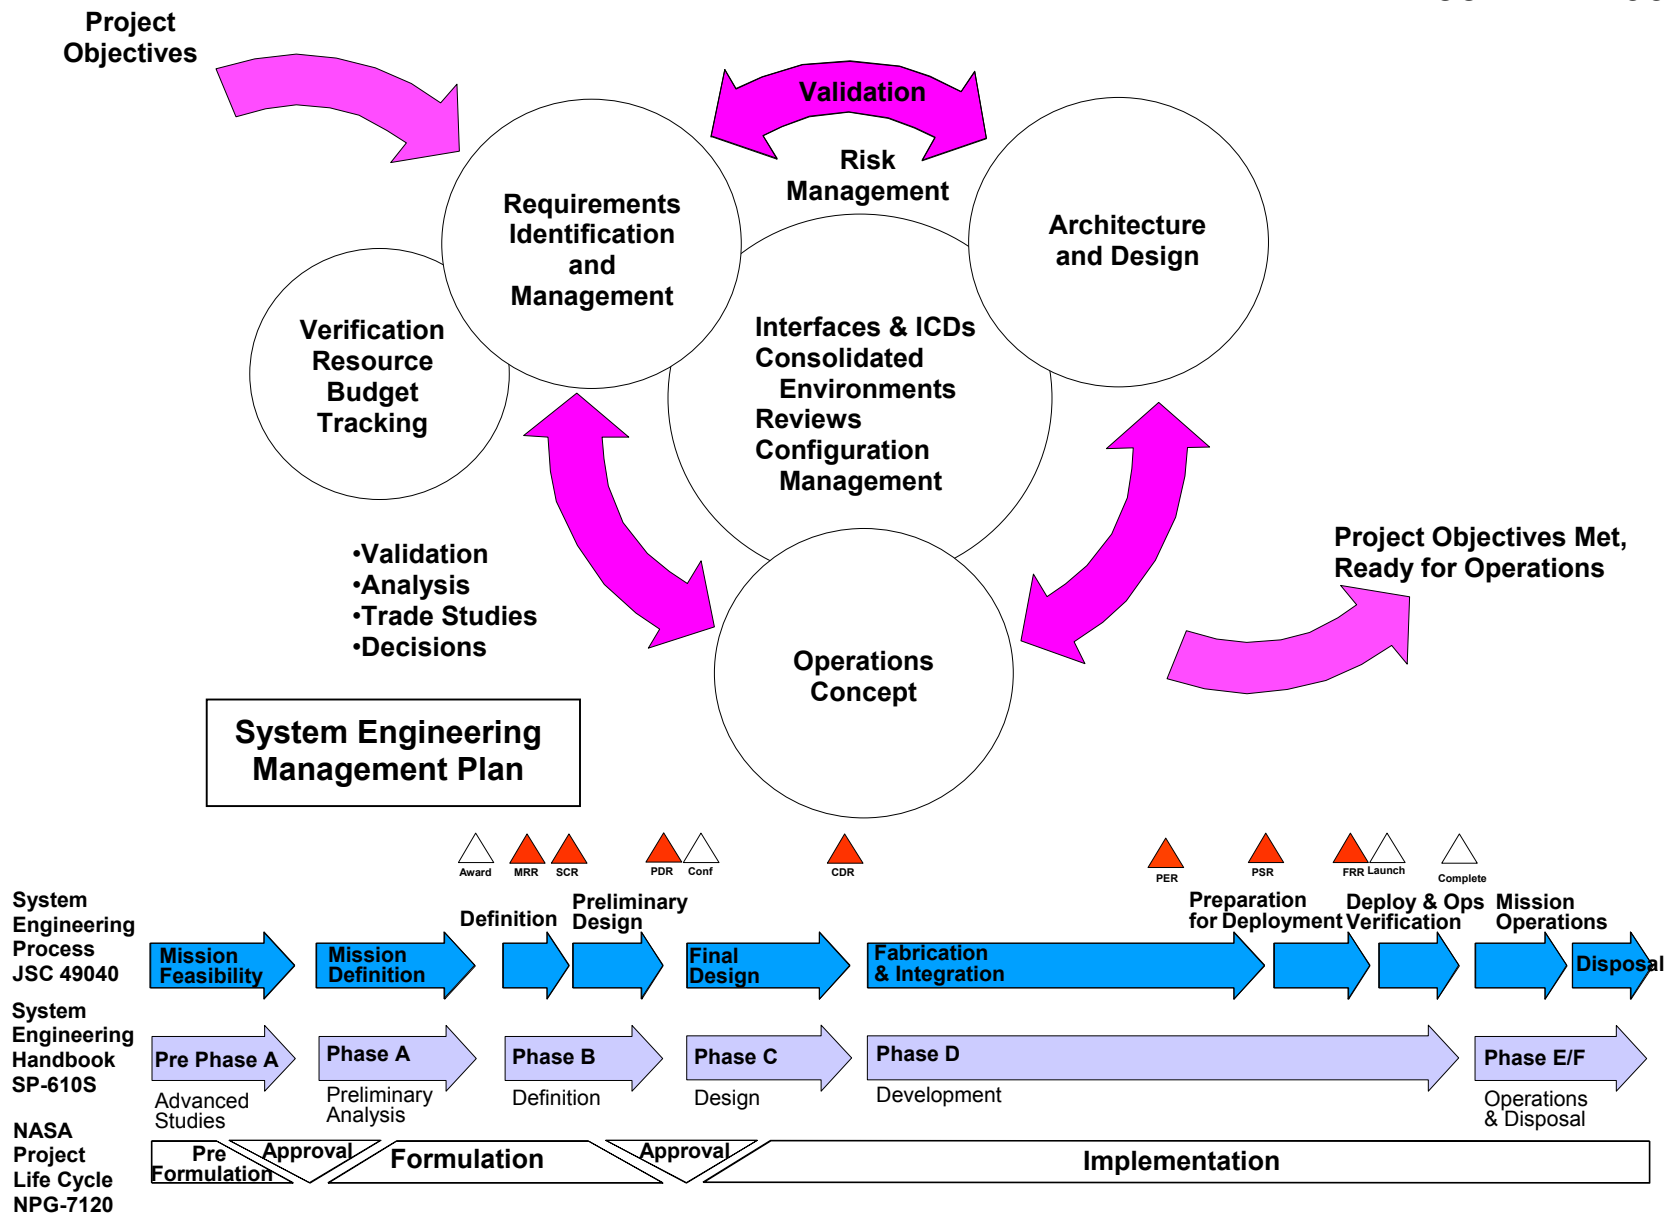 Project
Objectives
Validation
Risk
Management
Requirements
Identification
and
Management
Architecture
and Design
Verification
Resource
Budget
Tracking
Interfaces & ICDs
Consolidated
Environments
Reviews
Configuration
Management
•Validation
•Analysis
•Trade Studies
•Decisions
Project Objectives Met,
Ready for Operations
Operations
Concept
System Engineering
Management Plan
Award
MRR
SCR
PDR
Conf
CDR
PER
PSR
FRR
Launch
Complete
System
Engineering
Process
JSC 49040
Mission
Feasibility
Mission
Definition
Definition
Preliminary
Design
Final
Design
Fabrication
& Integration
Preparation
for Deployment
Deploy & Ops
Verification
Mission
Operations
Disposal
System
Engineering
Handbook
SP-610S
Pre Phase A
Advanced
Studies
Phase A
Preliminary
Analysis
Phase B
Definition
Phase C
Design
Phase D
Development
Phase E/F
Operations
& Disposal
NASA
Project
Life Cycle
NPG-7120
Pre
Formulation
Approval
Formulation
Approval
Implementation